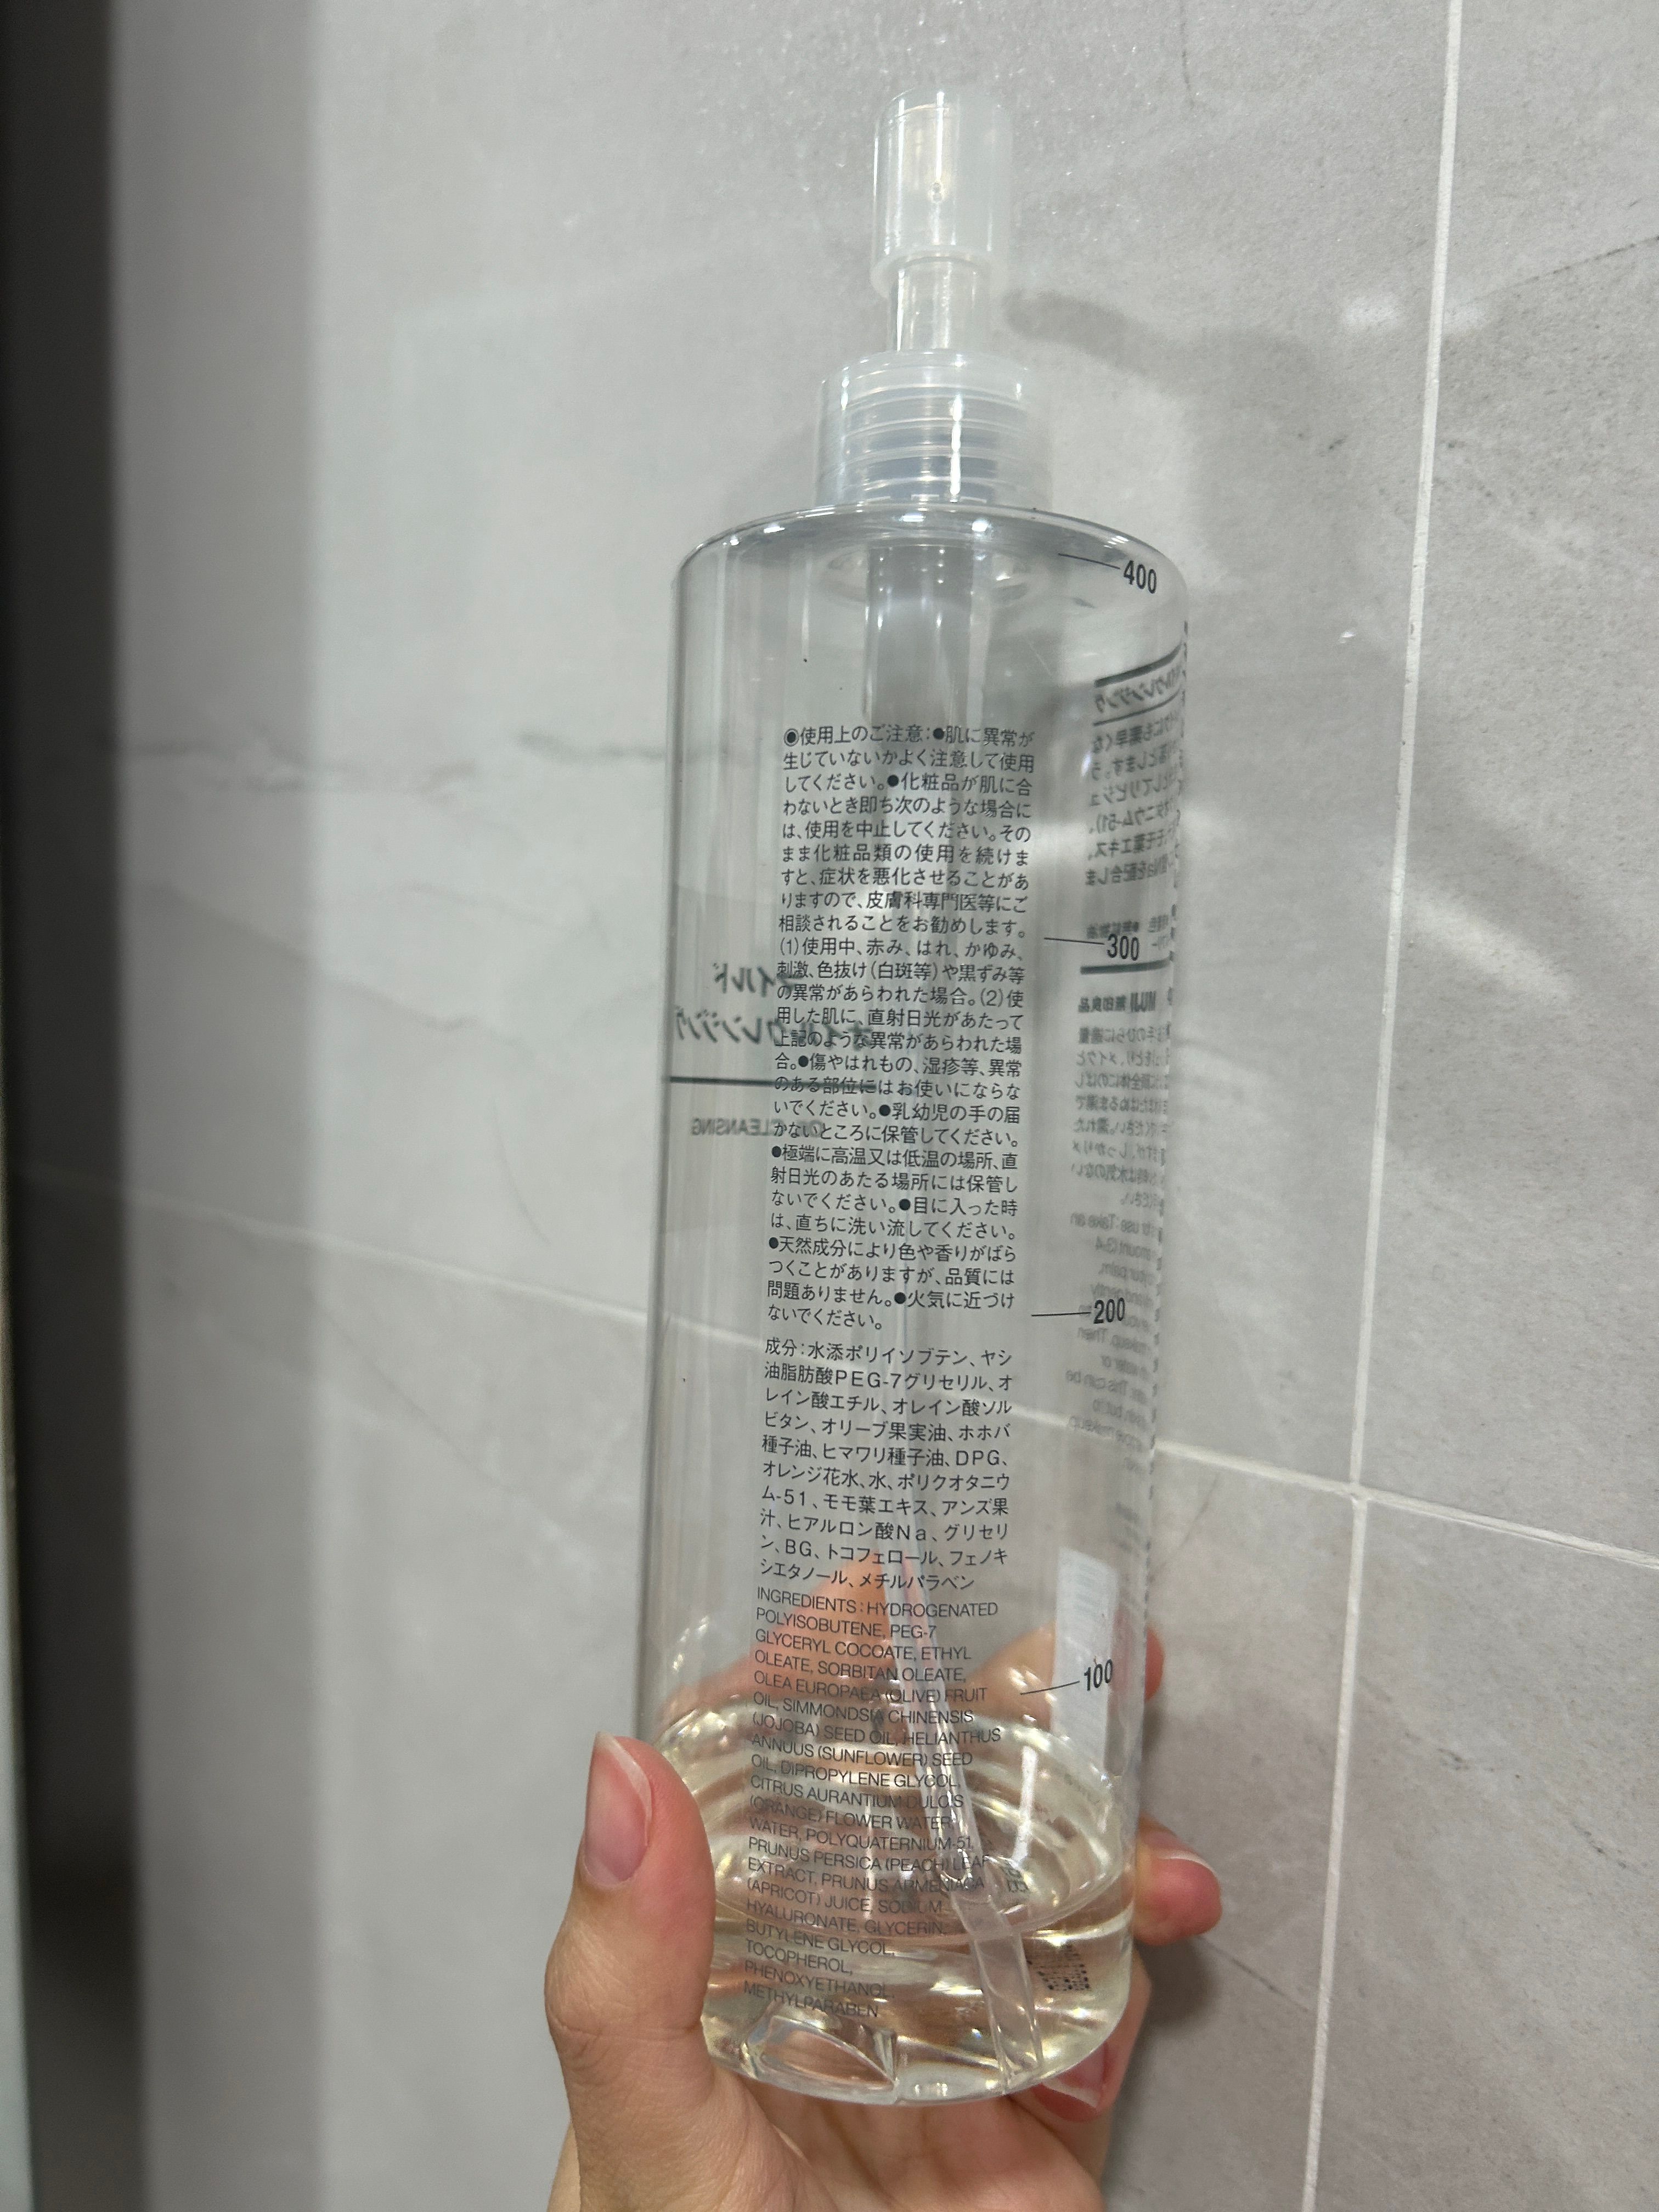 ◉使用上のご注意:●肌に異常が
生じていないかよく注意して使用
してください。●化粧品が肌に合
わないとき即ち次のような場合に
は、使用を中止してください。その
まま化粧品類の使用を続けま
すと、症状を悪化させることがあ
りますので、皮膚科専門医等にご
相談されることをお勧めします。
(1)使用中、赤み、はれ、かゆみ、
刺激、色抜け(白斑等)や黒ずみ等
の異常があらわれた場合。(2)使
用した肌に、直射日光があたって
上記のような異常があらわれた場
合。●傷やはれもの、湿疹等、異常
のある部位にはお使いにならな
いでください。●乳幼児の手の届
かないところに保管してください。
●極端に高温又は低温の場所、直
射日光のあたる場所には保管し
ないでください。●目に入った時
は、直ちに洗い流してください。
●天然成分により色や香りがばら
つくことがありますが、品質には
問題ありません。●火気に近づけ
ないでください。
成分:水添ポリイソブテン、ヤシ
油脂肪酸PEG-7グリセリル、オ
レイン酸エチル、オレイン酸ソル
ビタン、オリーブ果実油、ホホバ
種子油、ヒマワリ種子油、DPG、
オレンジ花水、水、ポリクオタニウ
ム-51、モモ葉エキス、アンズ果
汁、ヒアルロン酸Na、グリセリ
ン、BG、トコフェロール、フェノキ
シエタノール、メチルパラベン
INGREDIENTS:HYDROGENATED
POLYISOBUTENE, PEG-7
GLYCERYL COCOATE, ETHYL
OLEATE, SORBITAN OLEATE,
OLEA EUROPAEA (OLIVE) FRUIT
OIL, SIMMONDSIA CHINENSIS
(JOJOBA) SEED OIL, HELIANTHUS
ANNUUS (SUNFLOWER) SEED
OIL, DIPROPYLENE GLYCOL,
CITRUS AURANTIUM DULCIS
(ORANGE) FLOWER WATER,
WATER, POLYQUATERNIUM-51,
PRUNUS PERSICA (PEACH) LEAF
EXTRACT, PRUNUS ARMENIACA
(APRICOT) JUICE, SODIUM
HYALURONATE, GLYCERIN,
BUTYLENE GLYCOL,
TOCOPHEROL,
PHENOXYETHANOL,
METHYLPARABEN
400
300
200
100
マイルド
オイルクレンジング
CLEANSING
MUJI 無印良品